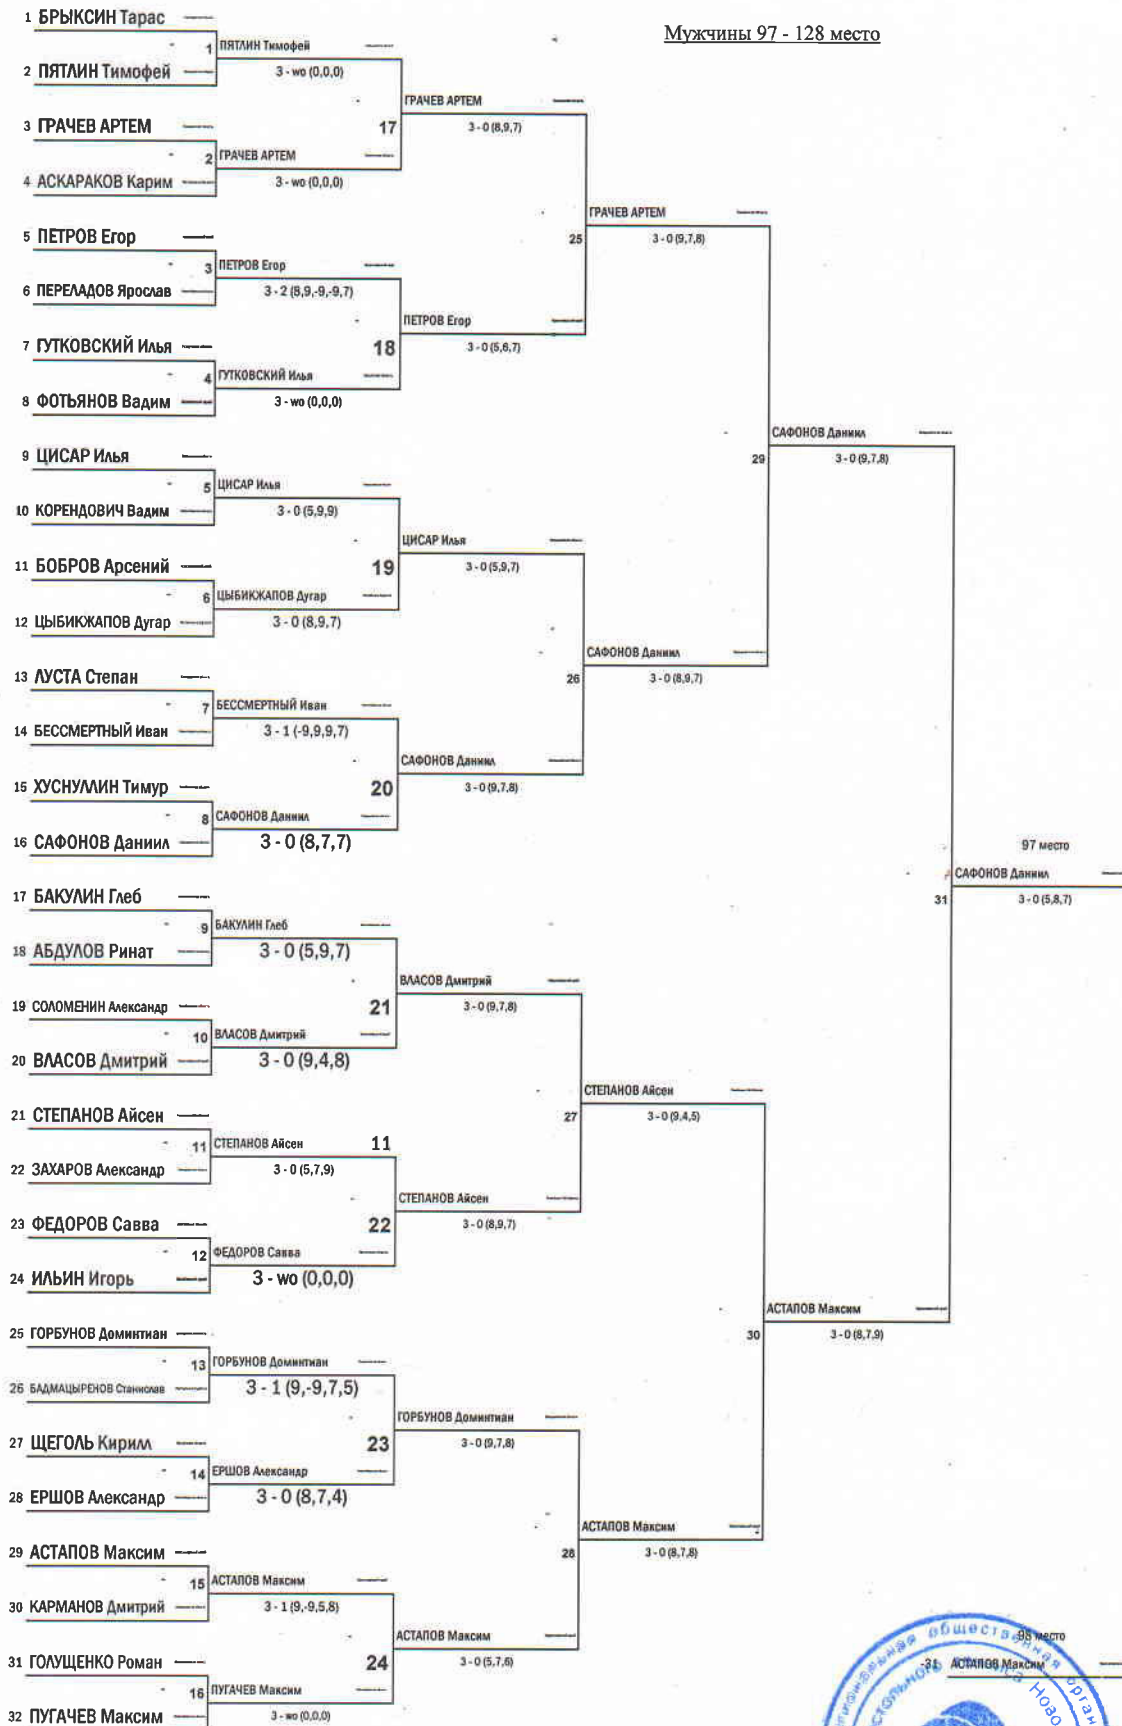 Мужчины 97 - 128 место
1 БРЫКСИН Тарас
1 ПЯТЛИН Тимофей
2 ПЯТЛИН Тимофей
3 - wo (0,0,0)
ГРАЧЕВ АРТЕМ
3 ГРАЧЕВ АРТЕМ
17
3 - 0 (8,9,7)
2 ГРАЧЕВ АРТЕМ
4 АСКАРАКОВ Карим
3 - wo (0,0,0)
ГРАЧЕВ АРТЕМ
5 ПЕТРОВ Егор
25
3 - 0 (9,7,8)
3 ПЕТРОВ Егор
6 ПЕРЕЛАДОВ Ярослав
3 - 2 (8,9,-9,-9,7)
ПЕТРОВ Егор
7 ГУТКОВСКИЙ Илья
18
3 - 0 (5,6,7)
4 ГУТКОВСКИЙ Илья
8 ФОТЬЯНОВ Вадим
3 - wo (0,0,0)
САФОНОВ Даниил
9 ЦИСАР Илья
29
3 - 0 (9,7,8)
5 ЦИСАР Илья
10 КОРЕНДОВИЧ Вадим
3 - 0 (5,9,9)
ЦИСАР Илья
11 БОБРОВ Арсений
19
3 - 0 (5,9,7)
6 ЦЫБИКЖАПОВ Дугар
12 ЦЫБИКЖАПОВ Дугар
3 - 0 (8,9,7)
САФОНОВ Даниил
13 ЛУСТА Степан
26
3 - 0 (8,9,7)
7 БЕССМЕРТНЫЙ Иван
14 БЕССМЕРТНЫЙ Иван
3 - 1 (-9,9,9,7)
САФОНОВ Даниил
15 ХУСНУЛЛИН Тимур
20
3 - 0 (9,7,8)
8 САФОНОВ Даниил
16 САФОНОВ Даниил
3 - 0 (8,7,7)
97 место
САФОНОВ Даниил
17 БАКУЛИН Глеб
31
3 - 0 (5,8,7)
9 БАКУЛИН Глеб
18 АБДУЛОВ Ринат
3 - 0 (5,9,7)
ВЛАСОВ Дмитрий
19 СОЛОМЕНИН Александр
21
3 - 0 (9,7,8)
10 ВЛАСОВ Дмитрий
20 ВЛАСОВ Дмитрий
3 - 0 (9,4,8)
СТЕПАНОВ Айсен
21 СТЕПАНОВ Айсен
27
3 - 0 (9,4,5)
11 СТЕПАНОВ Айсен
11
22 ЗАХАРОВ Александр
3 - 0 (5,7,9)
СТЕПАНОВ Айсен
23 ФЕДОРОВ Савва
22
3 - 0 (8,9,7)
12 ФЕДОРОВ Савва
24 ИЛЬИН Игорь
3 - wo (0,0,0)
АСТАПОВ Максим
25 ГОРБУНОВ Доминтиан
30
3 - 0 (8,7,9)
13 ГОРБУНОВ Доминтиан
26 БАДМАЦЫРЕНОВ Станислав
3 - 1 (9,-9,7,5)
ГОРБУНОВ Доминтиан
27 ЩЕГОЛЬ Кирилл
23
3 - 0 (9,7,8)
14 ЕРШОВ Александр
28 ЕРШОВ Александр
3 - 0 (8,7,4)
АСТАПОВ Максим
29 АСТАПОВ Максим
28
3 - 0 (8,7,8)
15 АСТАПОВ Максим
30 КАРМАНОВ Дмитрий
3 - 1 (9,-9,5,8)
АСТАПОВ Максим
98 место
31 ГОЛУЩЕНКО Роман
24
3 - 0 (5,7,6)
-31 АСТАПОВ Максим
16 ПУГАЧЕВ Максим
32 ПУГАЧЕВ Максим
3 - wo (0,0,0)
общественная